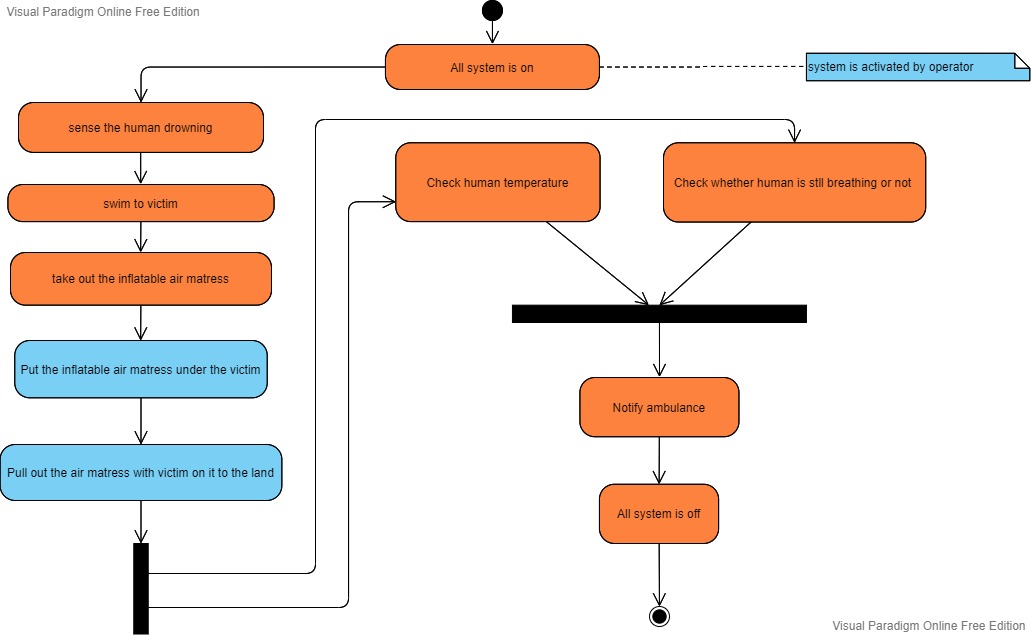 Visual Paradigm Online Free Edition
All system is on
system is activated by operator
sense the human drowning
swim to victim
take out the inflatable air matress
Put the inflatable air matress under the victim
Pull out the air matress with victim on it to the land
Check human temperature
Check whether human is stll breathing or not
Notify ambulance
All system is off
Visual Paradigm Online Free Edition